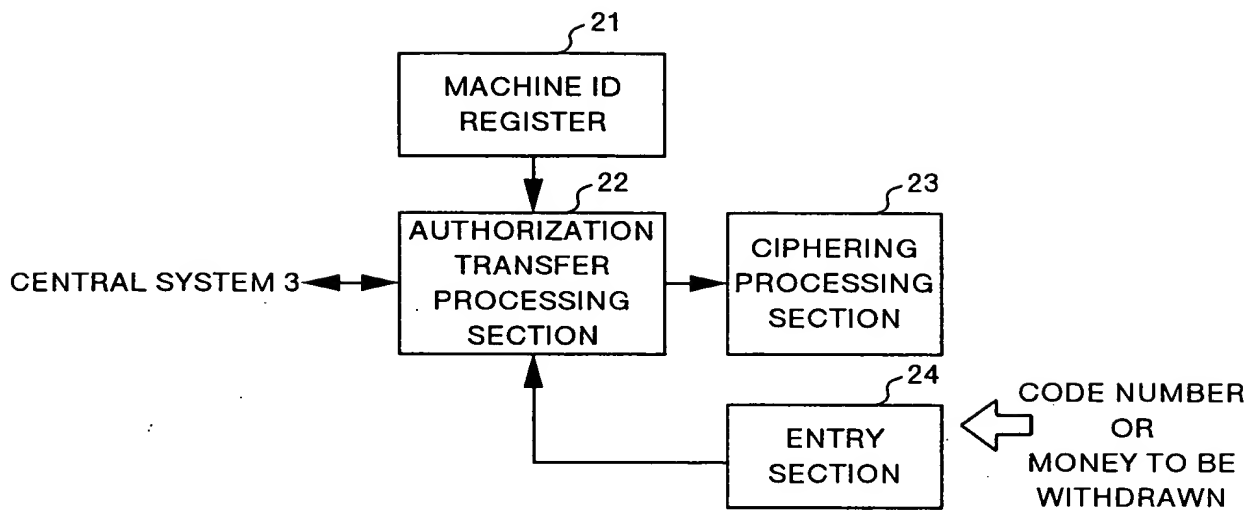 21
MACHINE ID
REGISTER
22
AUTHORIZATION
TRANSFER
PROCESSING
SECTION
23
CIPHERING
PROCESSING
SECTION
CENTRAL SYSTEM 3
24
ENTRY
SECTION
CODE NUMBER
OR
MONEY TO BE
WITHDRAWN